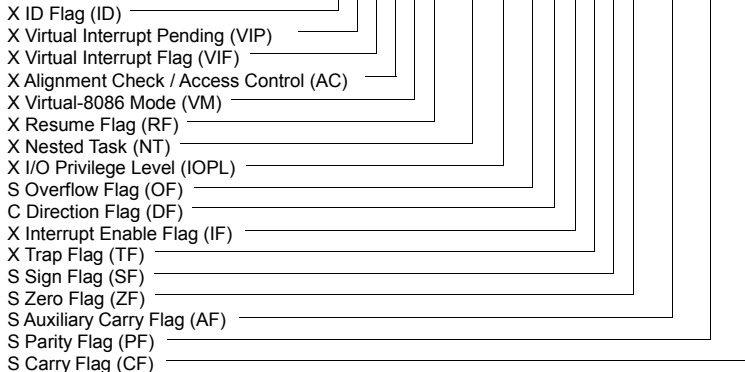 X ID Flag (ID)
X Virtual Interrupt Pending (VIP)
X Virtual Interrupt Flag (VIF)
X Alignment Check / Access Control (AC)
X Virtual-8086 Mode (VM)
X Resume Flag (RF)
X Nested Task (NT)
X I/O Privilege Level (IOPL)
S Overflow Flag (OF)
C Direction Flag (DF)
X Interrupt Enable Flag (IF)
X Trap Flag (TF)
S Sign Flag (SF)
S Zero Flag (ZF)
S Auxiliary Carry Flag (AF)
S Parity Flag (PF)
S Carry Flag (CF)